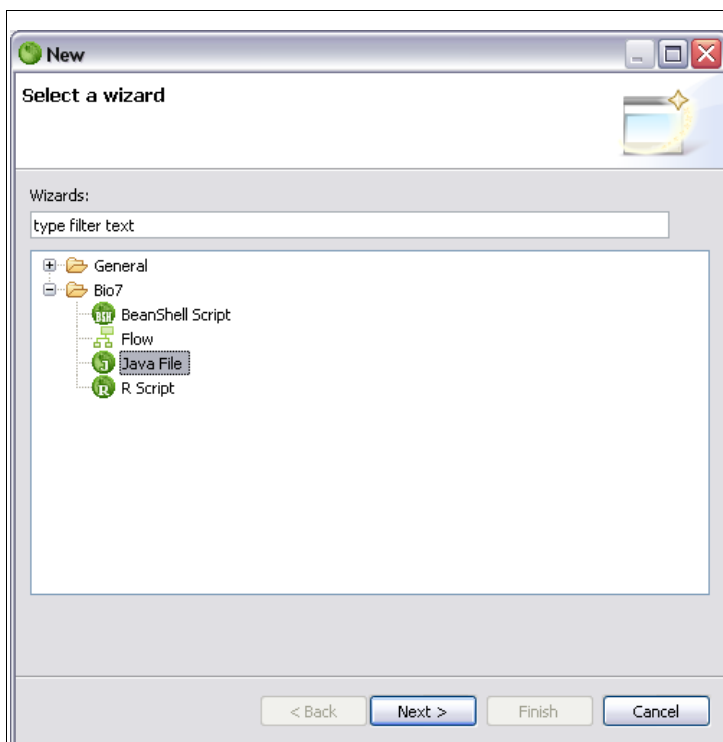 New
Select a wizard
Wizards:
type filter text
General
Bio7
BSH BeanShell Script
Flow
J Java File
R R Script
< Back Next > Finish Cancel